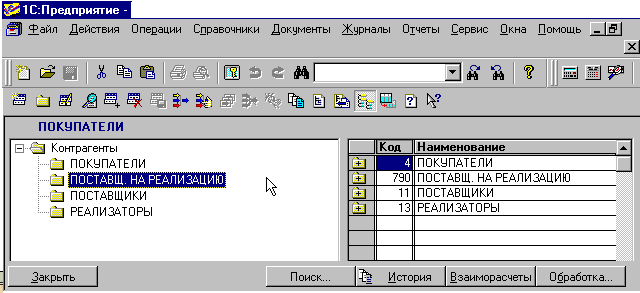 1С:Предприятие -
Файл Действия Операции Справочники Документы Журналы Отчеты Сервис Окна Помощь
ПОКУПАТЕЛИ
Контрагенты
ПОКУПАТЕЛИ
ПОСТАВЩ. НА РЕАЛИЗАЦИЮ
ПОСТАВЩИКИ
РЕАЛИЗАТОРЫ
Код Наименование
4 ПОКУПАТЕЛИ
790 ПОСТАВЩ. НА РЕАЛИЗАЦИЮ
11 ПОСТАВЩИКИ
13 РЕАЛИЗАТОРЫ
Закрыть Поиск... История Взаиморасчеты Обработка...